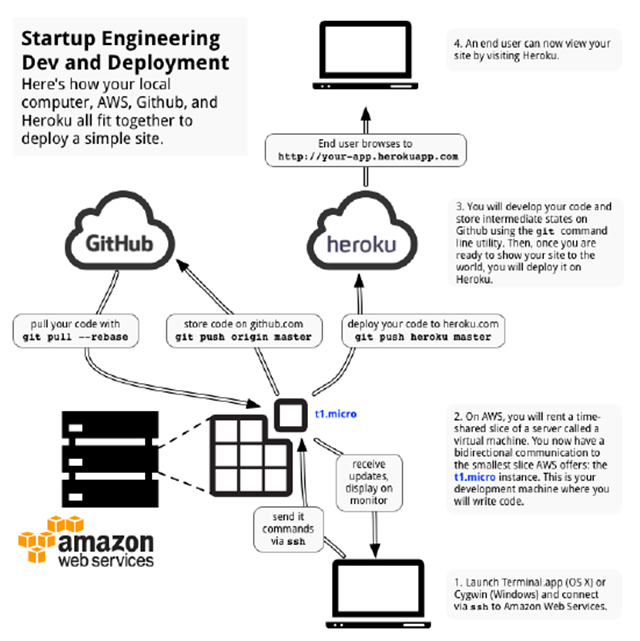 Startup Engineering
Dev and Deployment
Here's how your local
computer, AWS, Github, and
Heroku all fit together to
deploy a simple site.
4. An end user can now view your
site by visiting Heroku.
End user browses to
http://your-app.herokuapp.com
GitHub
heroku
3. You will develop your code and
store intermediate states on
Github using the git command
line utility. Then, once you are
ready to show your site to the
world, you will deploy it on
Heroku.
pull your code with
git pull --rebase
store code on github.com
git push origin master
deploy your code to heroku.com
git push heroku master
t1.micro
2. On AWS, you will rent a time-
shared slice of a server called a
virtual machine. You now have a
bidirectional communication to
the smallest slice AWS offers: the
t1.micro instance. This is your
development machine where you
will write code.
receive
updates,
display on
monitor
send it
commands
via ssh
amazon
web services
1. Launch Terminal.app (OS X) or
Cygwin (Windows) and connect
via ssh to Amazon Web Services.